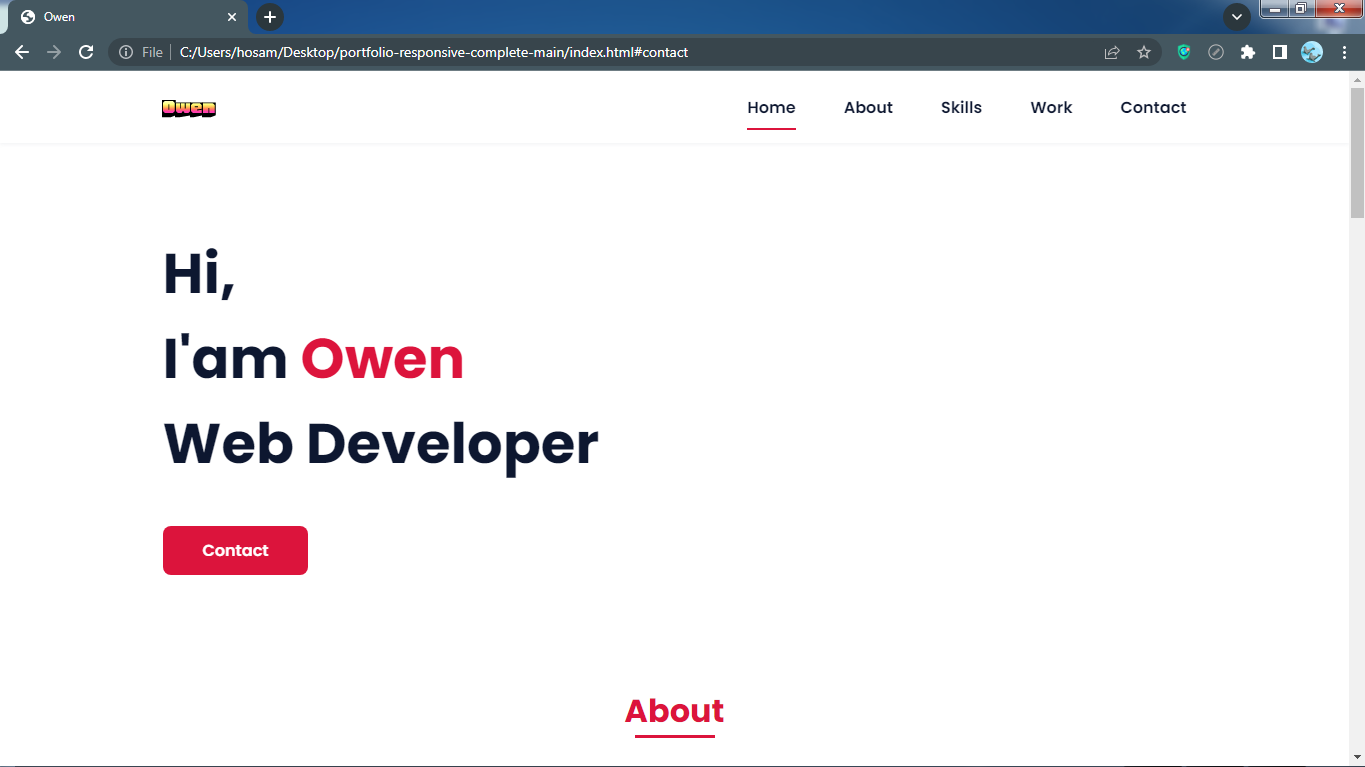 Owen
File
C:/Users/hosam/Desktop/portfolio-responsive-complete-main/index.html#contact
Owen
Home About Skills Work Contact
Hi,
I'am Owen
Web Developer
Contact
About